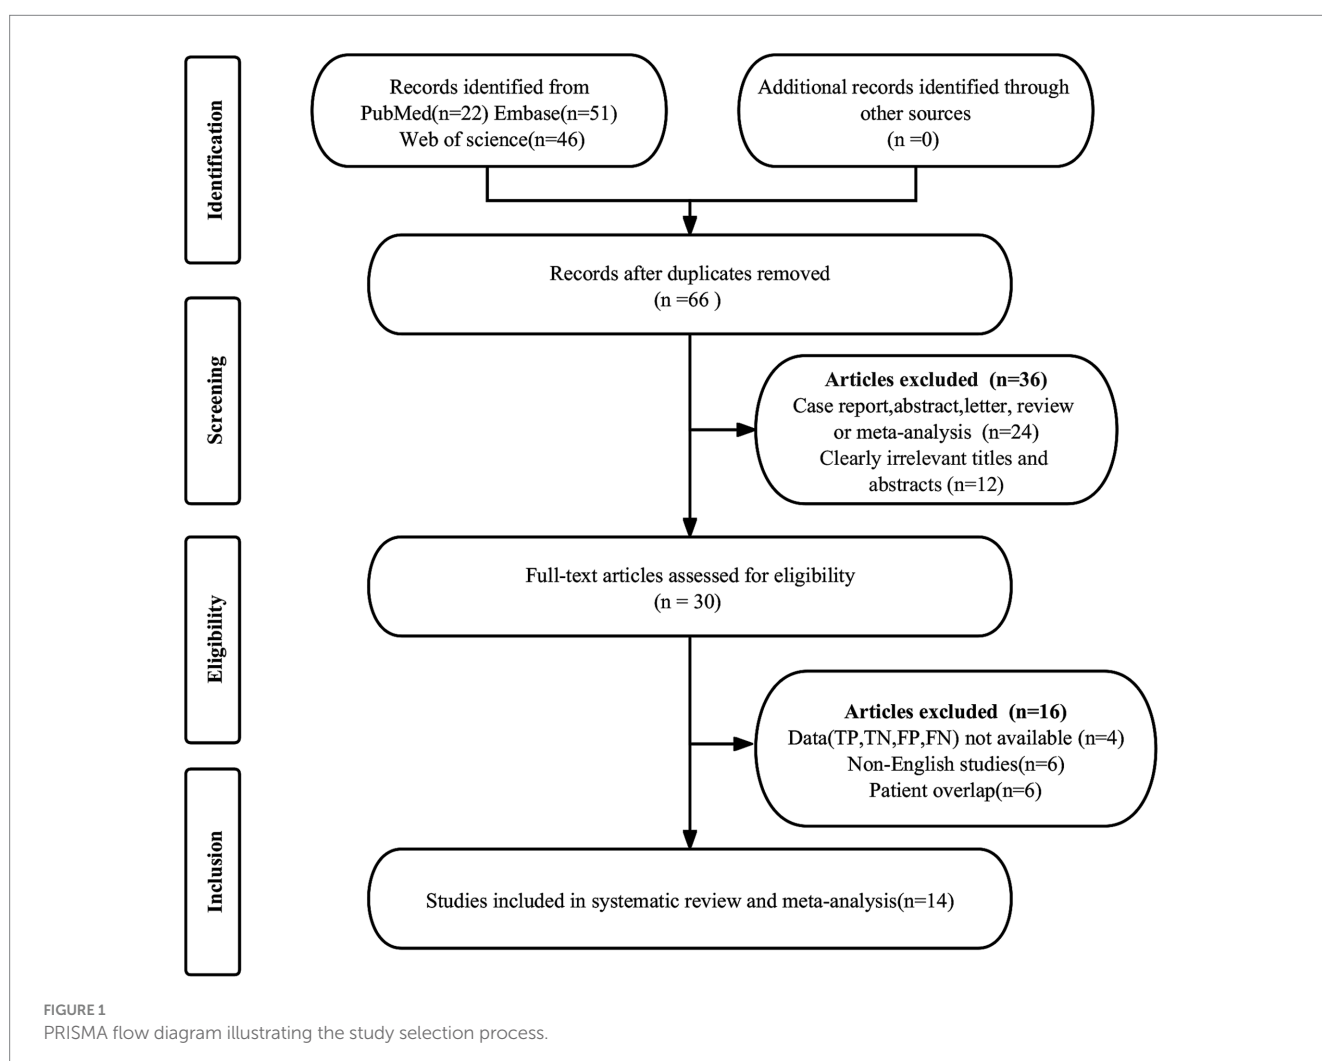 Identification
Records identified from
PubMed(n=22) Embase(n=51)
Web of science(n=46)
Additional records identified through
other sources
(n =0)
Records after duplicates removed
(n =66 )
Screening
Articles excluded (n=36)
Case report,abstract,letter, review
or meta-analysis (n=24)
Clearly irrelevant titles and
abstracts (n=12)
Eligibility
Full-text articles assessed for eligibility
(n = 30)
Articles excluded (n=16)
Data(TP,TN,FP,FN) not available (n=4)
Non-English studies(n=6)
Patient overlap(n=6)
Inclusion
Studies included in systematic review and meta-analysis(n=14)
FIGURE 1
PRISMA flow diagram illustrating the study selection process.